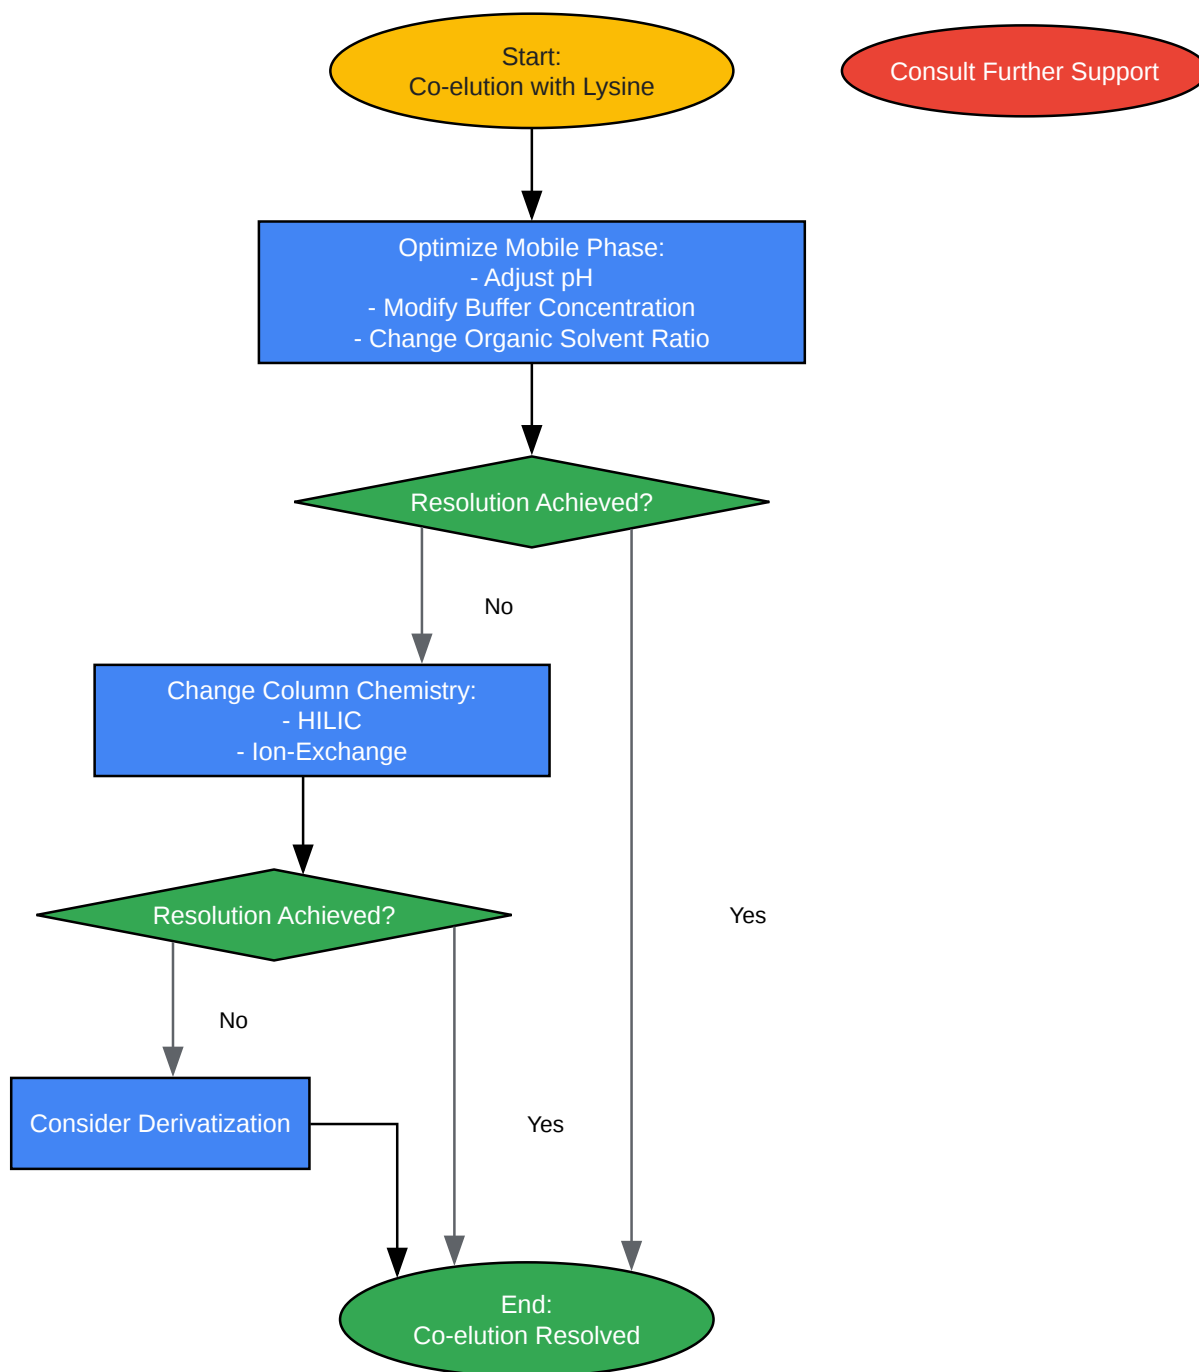 Start:
Co-elution with Lysine
Consult Further Support
Optimize Mobile Phase:
- Adjust pH
- Modify Buffer Concentration
- Change Organic Solvent Ratio
Resolution Achieved?
No
Change Column Chemistry:
- HILIC
- Ion-Exchange
Resolution Achieved?
Yes
No
Consider Derivatization
Yes
End:
Co-elution Resolved